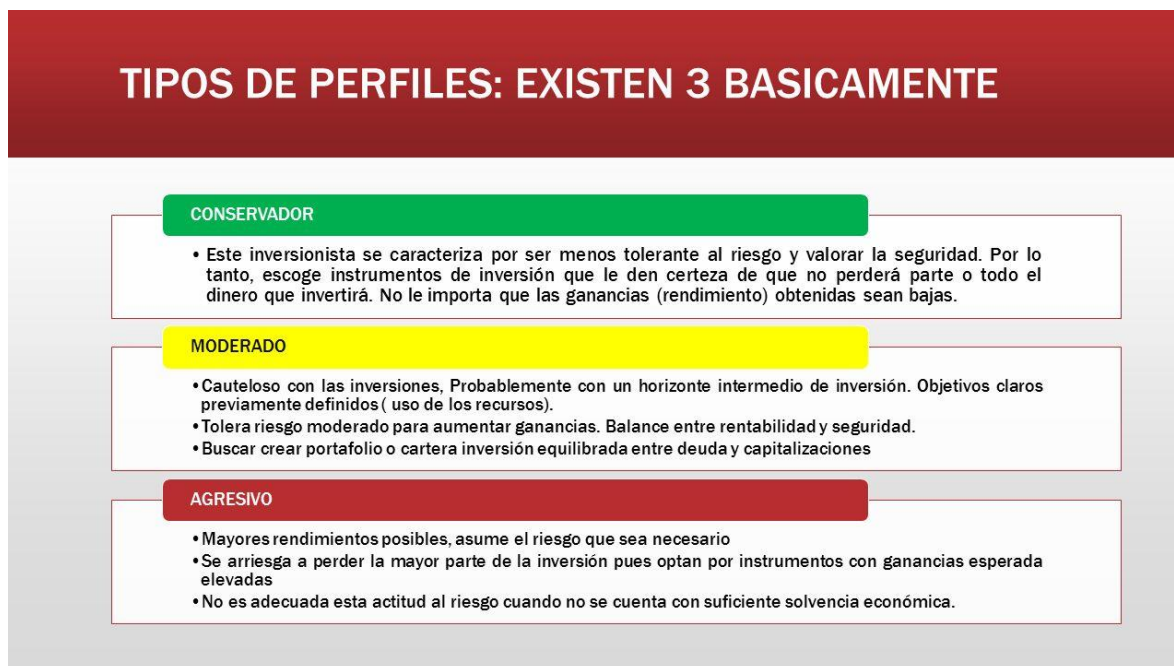 TIPOS DE PERFILES: EXISTEN 3 BASICAMENTE
CONSERVADOR
• Este inversionista se caracteriza por ser menos tolerante al riesgo y valorar la seguridad. Por lo
tanto, escoge instrumentos de inversión que le den certeza de que no perderá parte o todo el
dinero que invertirá. No le importa que las ganancias (rendimiento) obtenidas sean bajas.
MODERADO
•Cauteloso con las inversiones, Probablemente con un horizonte intermedio de inversión. Objetivos claros
previamente definidos ( uso de los recursos).
•Tolera riesgo moderado para aumentar ganancias. Balance entre rentabilidad y seguridad.
•Buscar crear portafolio o cartera inversión equilibrada entre deuda y capitalizaciones
AGRESIVO
•Mayores rendimientos posibles, asume el riesgo que sea necesario
•Se arriesga a perder la mayor parte de la inversión pues optan por instrumentos con ganancias esperada
elevadas
•No es adecuada esta actitud al riesgo cuando no se cuenta con suficiente solvencia económica.